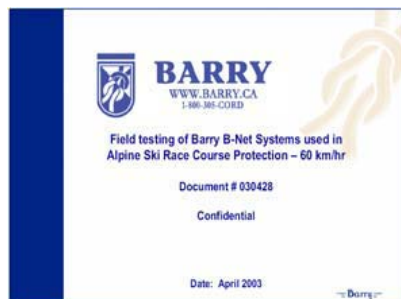 BARRY
WWW.BARRY.CA
1-800-305-CORD
Field testing of Barry B-Net Systems used in
Alpine Ski Race Course Protection – 60 km/hr
Document # 030428
Confidential
Date: April 2003
Barry